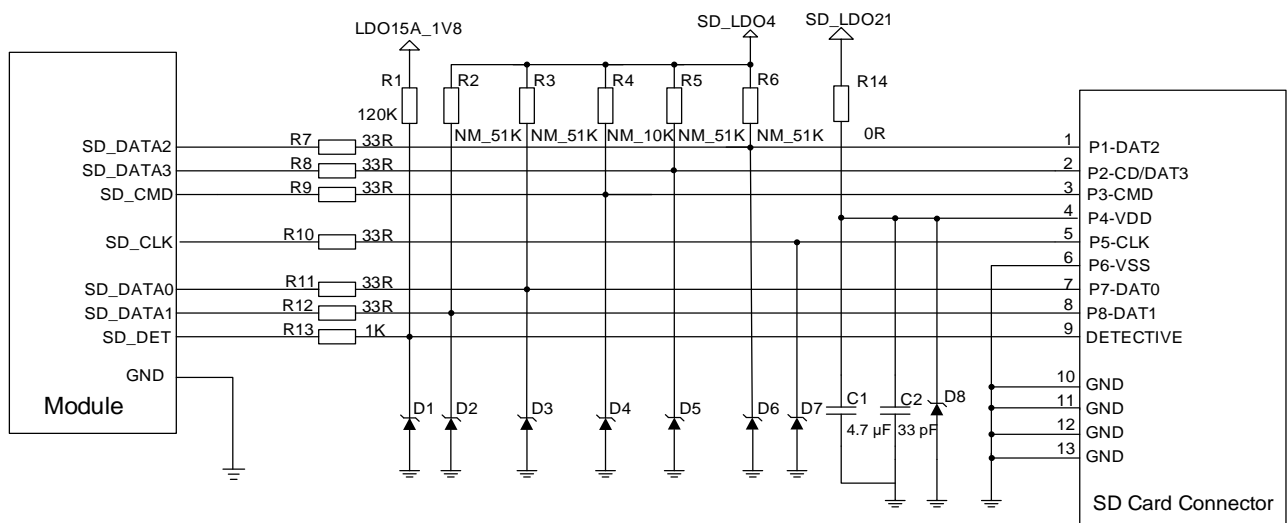 LDO15A_1V8
SD_LDO4
SD_LDO21
R1
R2
R3
R4
R5
R6
R14
120K
NM_51K
NM_51K
NM_10K
NM_51K
NM_51K
0R
SD_DATA2
R7
33R
1
P1-DAT2
SD_DATA3
R8
33R
2
P2-CD/DAT3
SD_CMD
R9
33R
3
P3-CMD
4
P4-VDD
SD_CLK
R10
33R
5
P5-CLK
6
P6-VSS
SD_DATA0
R11
33R
7
P7-DAT0
SD_DATA1
R12
33R
8
P8-DAT1
SD_DET
R13
1K
9
DETECTIVE
GND
10
GND
11
GND
12
GND
13
GND
Module
D1
D2
D3
D4
D5
D6
D7
C1
4.7 µF
C2
33 pF
D8
SD Card Connector